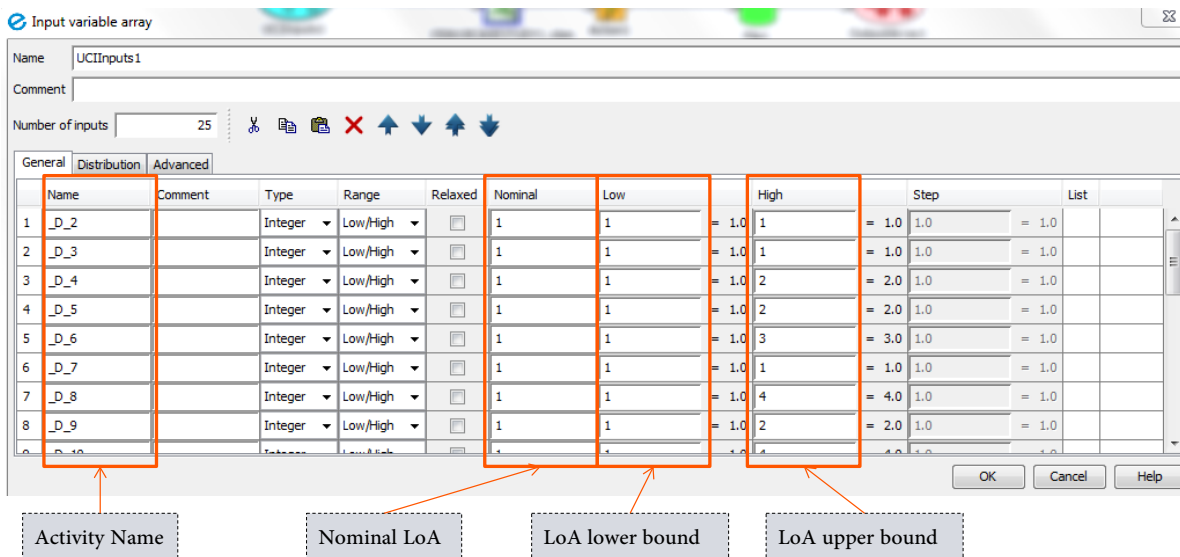 Input variable array
Name UCIInputs1
Comment
Number of inputs 25
General Distribution Advanced
Name Comment Type Range Relaxed Nominal Low High Step List
1 _D_2 Integer Low/High 1 1 = 1.0 1 = 1.0 1.0 = 1.0
2 _D_3 Integer Low/High 1 1 = 1.0 1 = 1.0 1.0 = 1.0
3 _D_4 Integer Low/High 1 1 = 1.0 2 = 2.0 1.0 = 1.0
4 _D_5 Integer Low/High 1 1 = 1.0 2 = 2.0 1.0 = 1.0
5 _D_6 Integer Low/High 1 1 = 1.0 3 = 3.0 1.0 = 1.0
6 _D_7 Integer Low/High 1 1 = 1.0 1 = 1.0 1.0 = 1.0
7 _D_8 Integer Low/High 1 1 = 1.0 4 = 4.0 1.0 = 1.0
8 _D_9 Integer Low/High 1 1 = 1.0 2 = 2.0 1.0 = 1.0
OK Cancel Help
Activity Name Nominal LoA LoA lower bound LoA upper bound